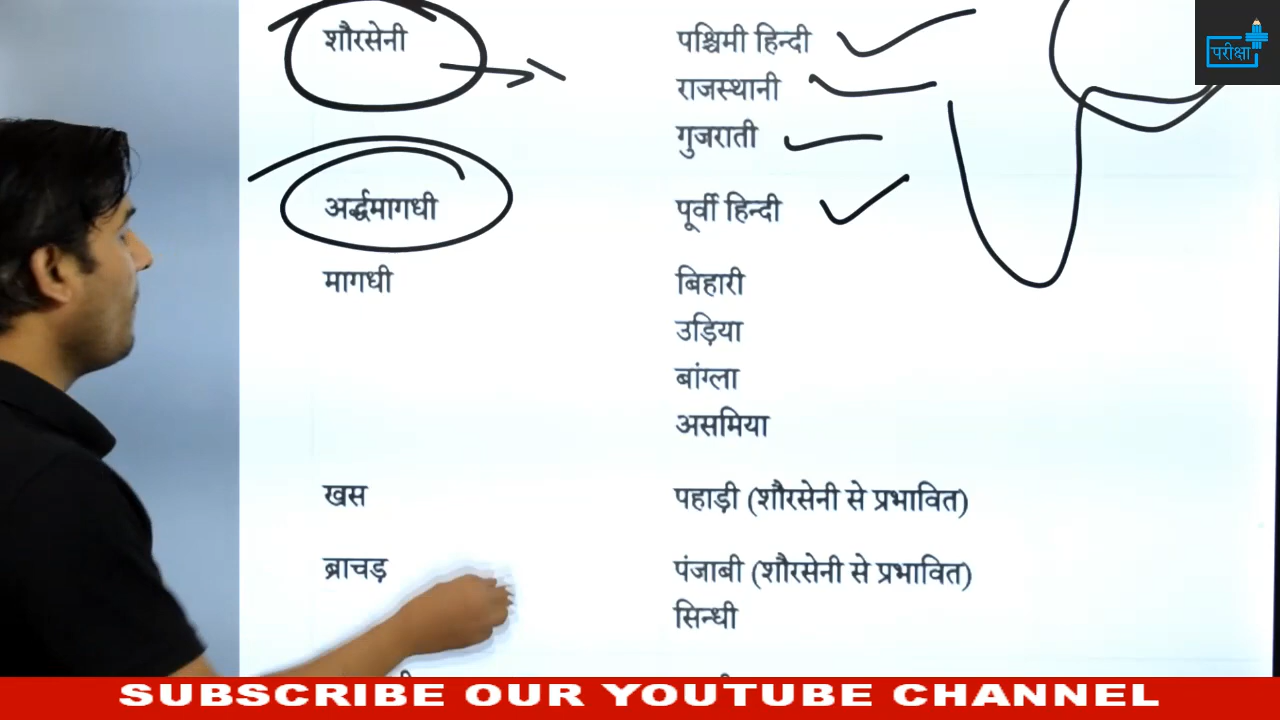 परीक्षा
शौरसेनी पश्चिमी हिन्दी
राजस्थानी
गुजराती
अर्द्धमागधी पूर्वी हिन्दी
मागधी बिहारी
उड़िया
बांग्ला
असमिया
खस पहाड़ी (शौरसेनी से प्रभावित)
ब्राचड़ पंजाबी (शौरसेनी से प्रभावित)
सिन्धी
SUBSCRIBE OUR YOUTUBE CHANNEL